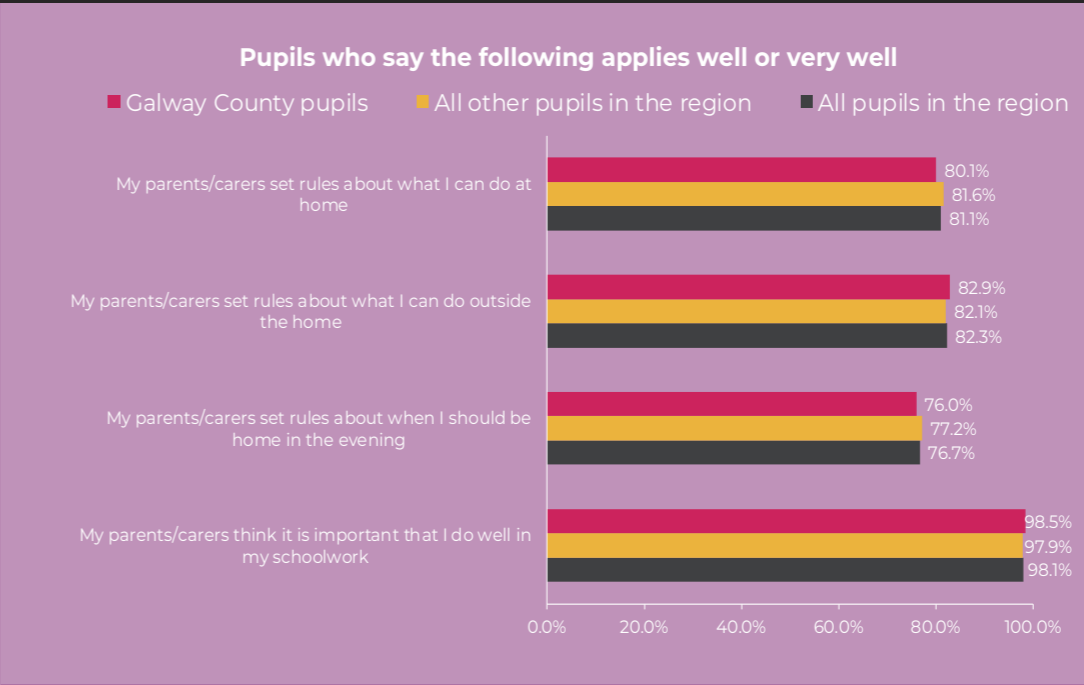 Pupils who say the following applies well or very well
Galway County pupils All other pupils in the region All pupils in the region
My parents/carers set rules about what I can do at
home
80.1%
81.6%
81.1%
My parents/carers set rules about what I can do outside
the home
82.9%
82.1%
82.3%
My parents/carers set rules about when I should be
home in the evening
76.0%
77.2%
76.7%
My parents/carers think it is important that I do well in
my schoolwork
98.5%
97.9%
98.1%
0.0% 20.0% 40.0% 60.0% 80.0% 100.0%